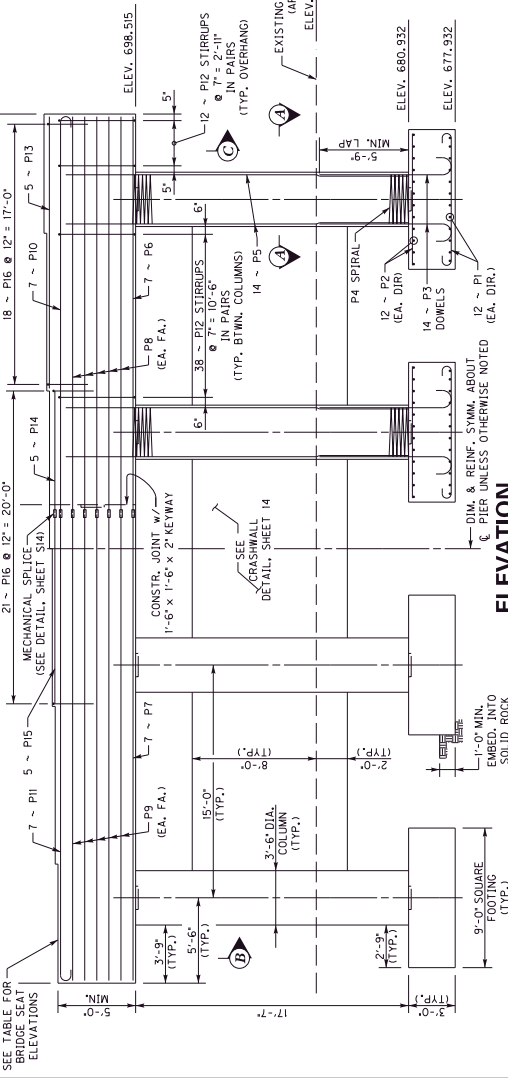 21 ~ P16 @ 12" = 20'-0"
18 ~ P16 @ 12" = 17'-0"
SEE TABLE FOR
BRIDGE SEAT
ELEVATIONS
7 ~ P11
5 ~ P15
MECHANICAL SPLICE
(SEE DETAIL, SHEET S14)
5 ~ P14
7 ~ P10
5 ~ P13
5'-0"
MIN.
P9
(EA. FA.)
7 ~ P7
P8
(EA. FA.)
7 ~ P6
ELEV. 698.515
5"
5"
12 ~ P12 STIRRUPS
@ 7" = 2'-11"
IN PAIRS
(TYP. OVERHANG)
C
CONSTR. JOINT w/
1'-6" x 1'-6" x 2" KEYWAY
6"
6"
38 ~ P12 STIRRUPS
@ 7" = 10'-6"
IN PAIRS
(TYP. BTWN. COLUMNS)
14 ~ P5
A
A
EXISTING
ELEV.
3'-9"
(TYP.)
5'-6"
(TYP.)
B
15'-0"
(TYP.)
3'-6" DIA.
COLUMN
(TYP.)
8'-0"
(TYP.)
2'-0"
(TYP.)
SEE
CRASHWALL
DETAIL, SHEET 14
17'-7"
5'-9"
MIN. LAP
P4 SPIRAL
ELEV. 680.932
ELEV. 677.932
12 ~ P2
(EA. DIR)
14 ~ P3
DOWELS
12 ~ P1
(EA. DIR.)
2'-9"
(TYP.)
3'-0"
(TYP.)
9'-0" SQUARE
FOOTING
(TYP.)
1'-0" MIN.
EMBED. INTO
SOLID ROCK
DIM. & REINF. SYMM. ABOUT
℄ PIER UNLESS OTHERWISE NOTED
ELEVATION